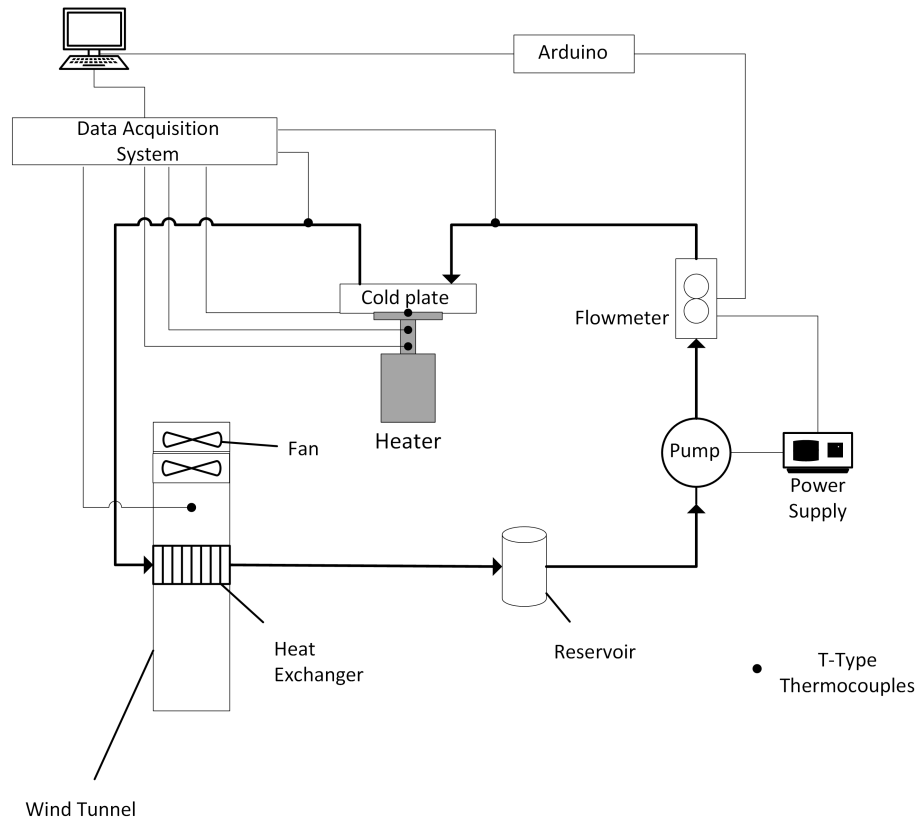 Arduino
Data Acquisition
System
Cold plate
Flowmeter
Heater
Fan
Pump
Power
Supply
Heat
Exchanger
Reservoir
T-Type
Thermocouples
Wind Tunnel